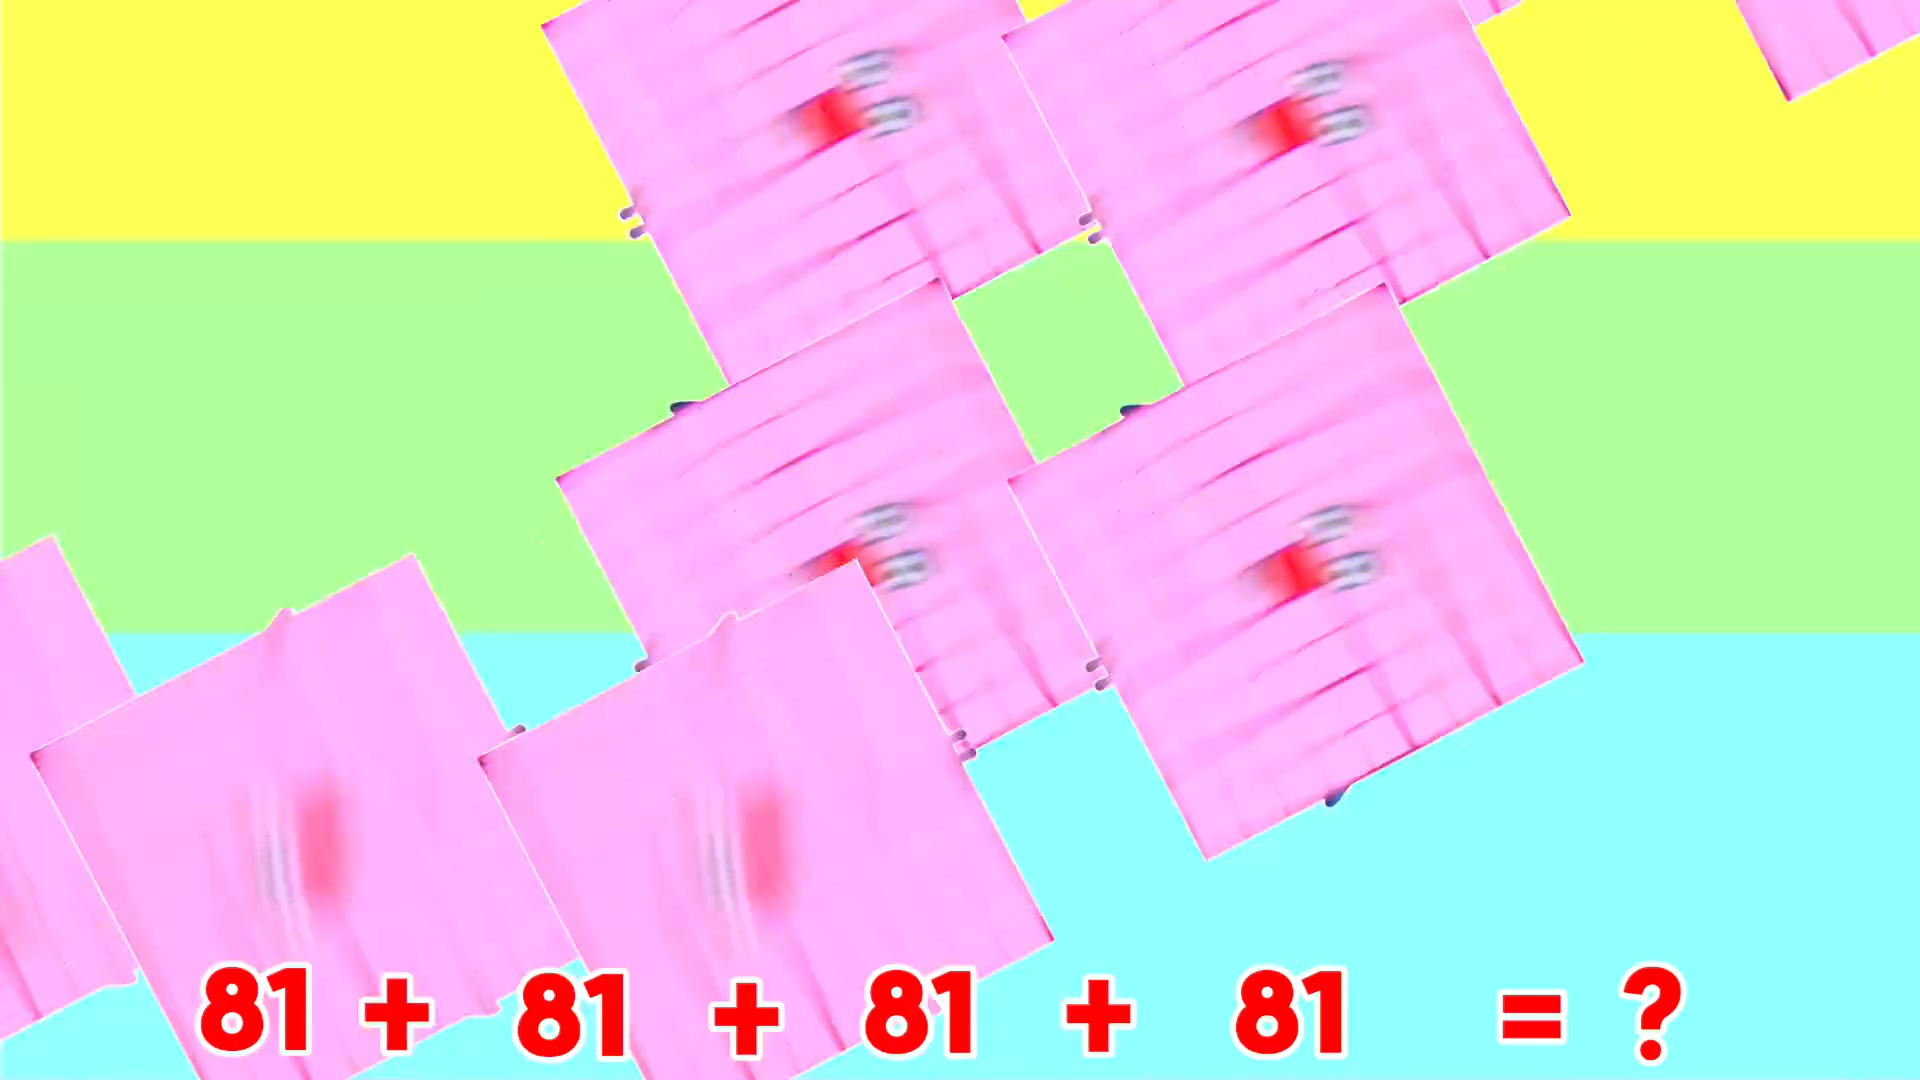 81 + 81 + 81 + 81 = ?